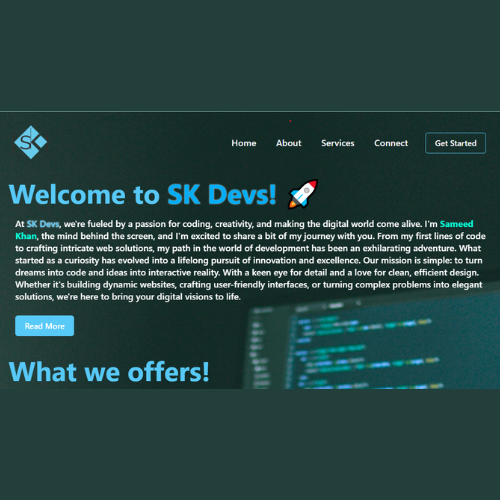 SK
Home About Services Connect Get Started
Welcome to SK Devs! 🚀
At SK Devs, we're fueled by a passion for coding, creativity, and making the digital world come alive. I'm Sameed
Khan, the mind behind the screen, and I'm excited to share a bit of my journey with you. From my first lines of code
to crafting intricate web solutions, my path in the world of development has been an exhilarating adventure. What
started as a curiosity has evolved into a lifelong pursuit of innovation and excellence. Our mission is simple: to turn
dreams into code and ideas into interactive reality. With a keen eye for detail and a love for clean, efficient design.
Whether it's building dynamic websites, crafting user-friendly interfaces, or turning complex problems into elegant
solutions, we're here to bring your digital visions to life.
Read More
What we offers!